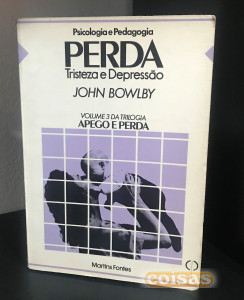 Psicologia e Pedagogia
PERDA
Tristeza e Depressão
JOHN BOWLBY
VOLUME 3 DA TRILOGIA
APEGO E PERDA
Martins Fontes
coisas